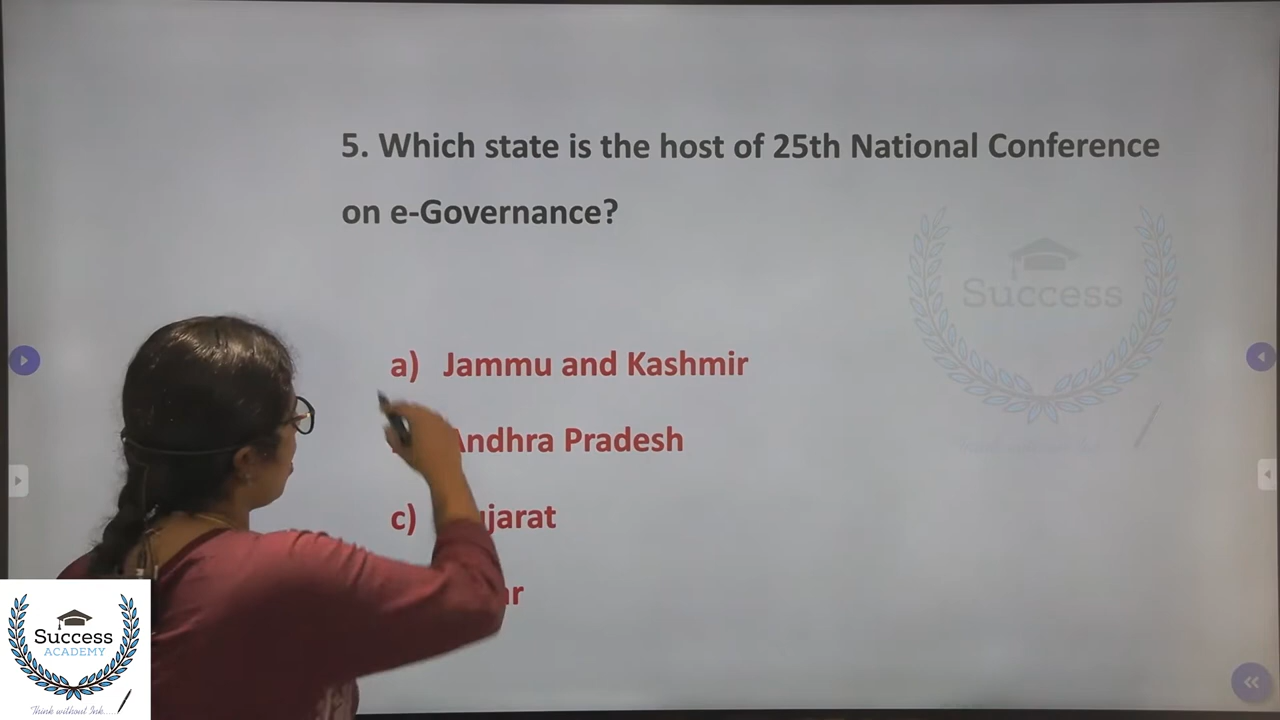 5. Which state is the host of 25th National Conference
on e-Governance?
Success
a) Jammu and Kashmir
Andhra Pradesh
c) Gujarat
Success
ACADEMY
Think without Ink.....